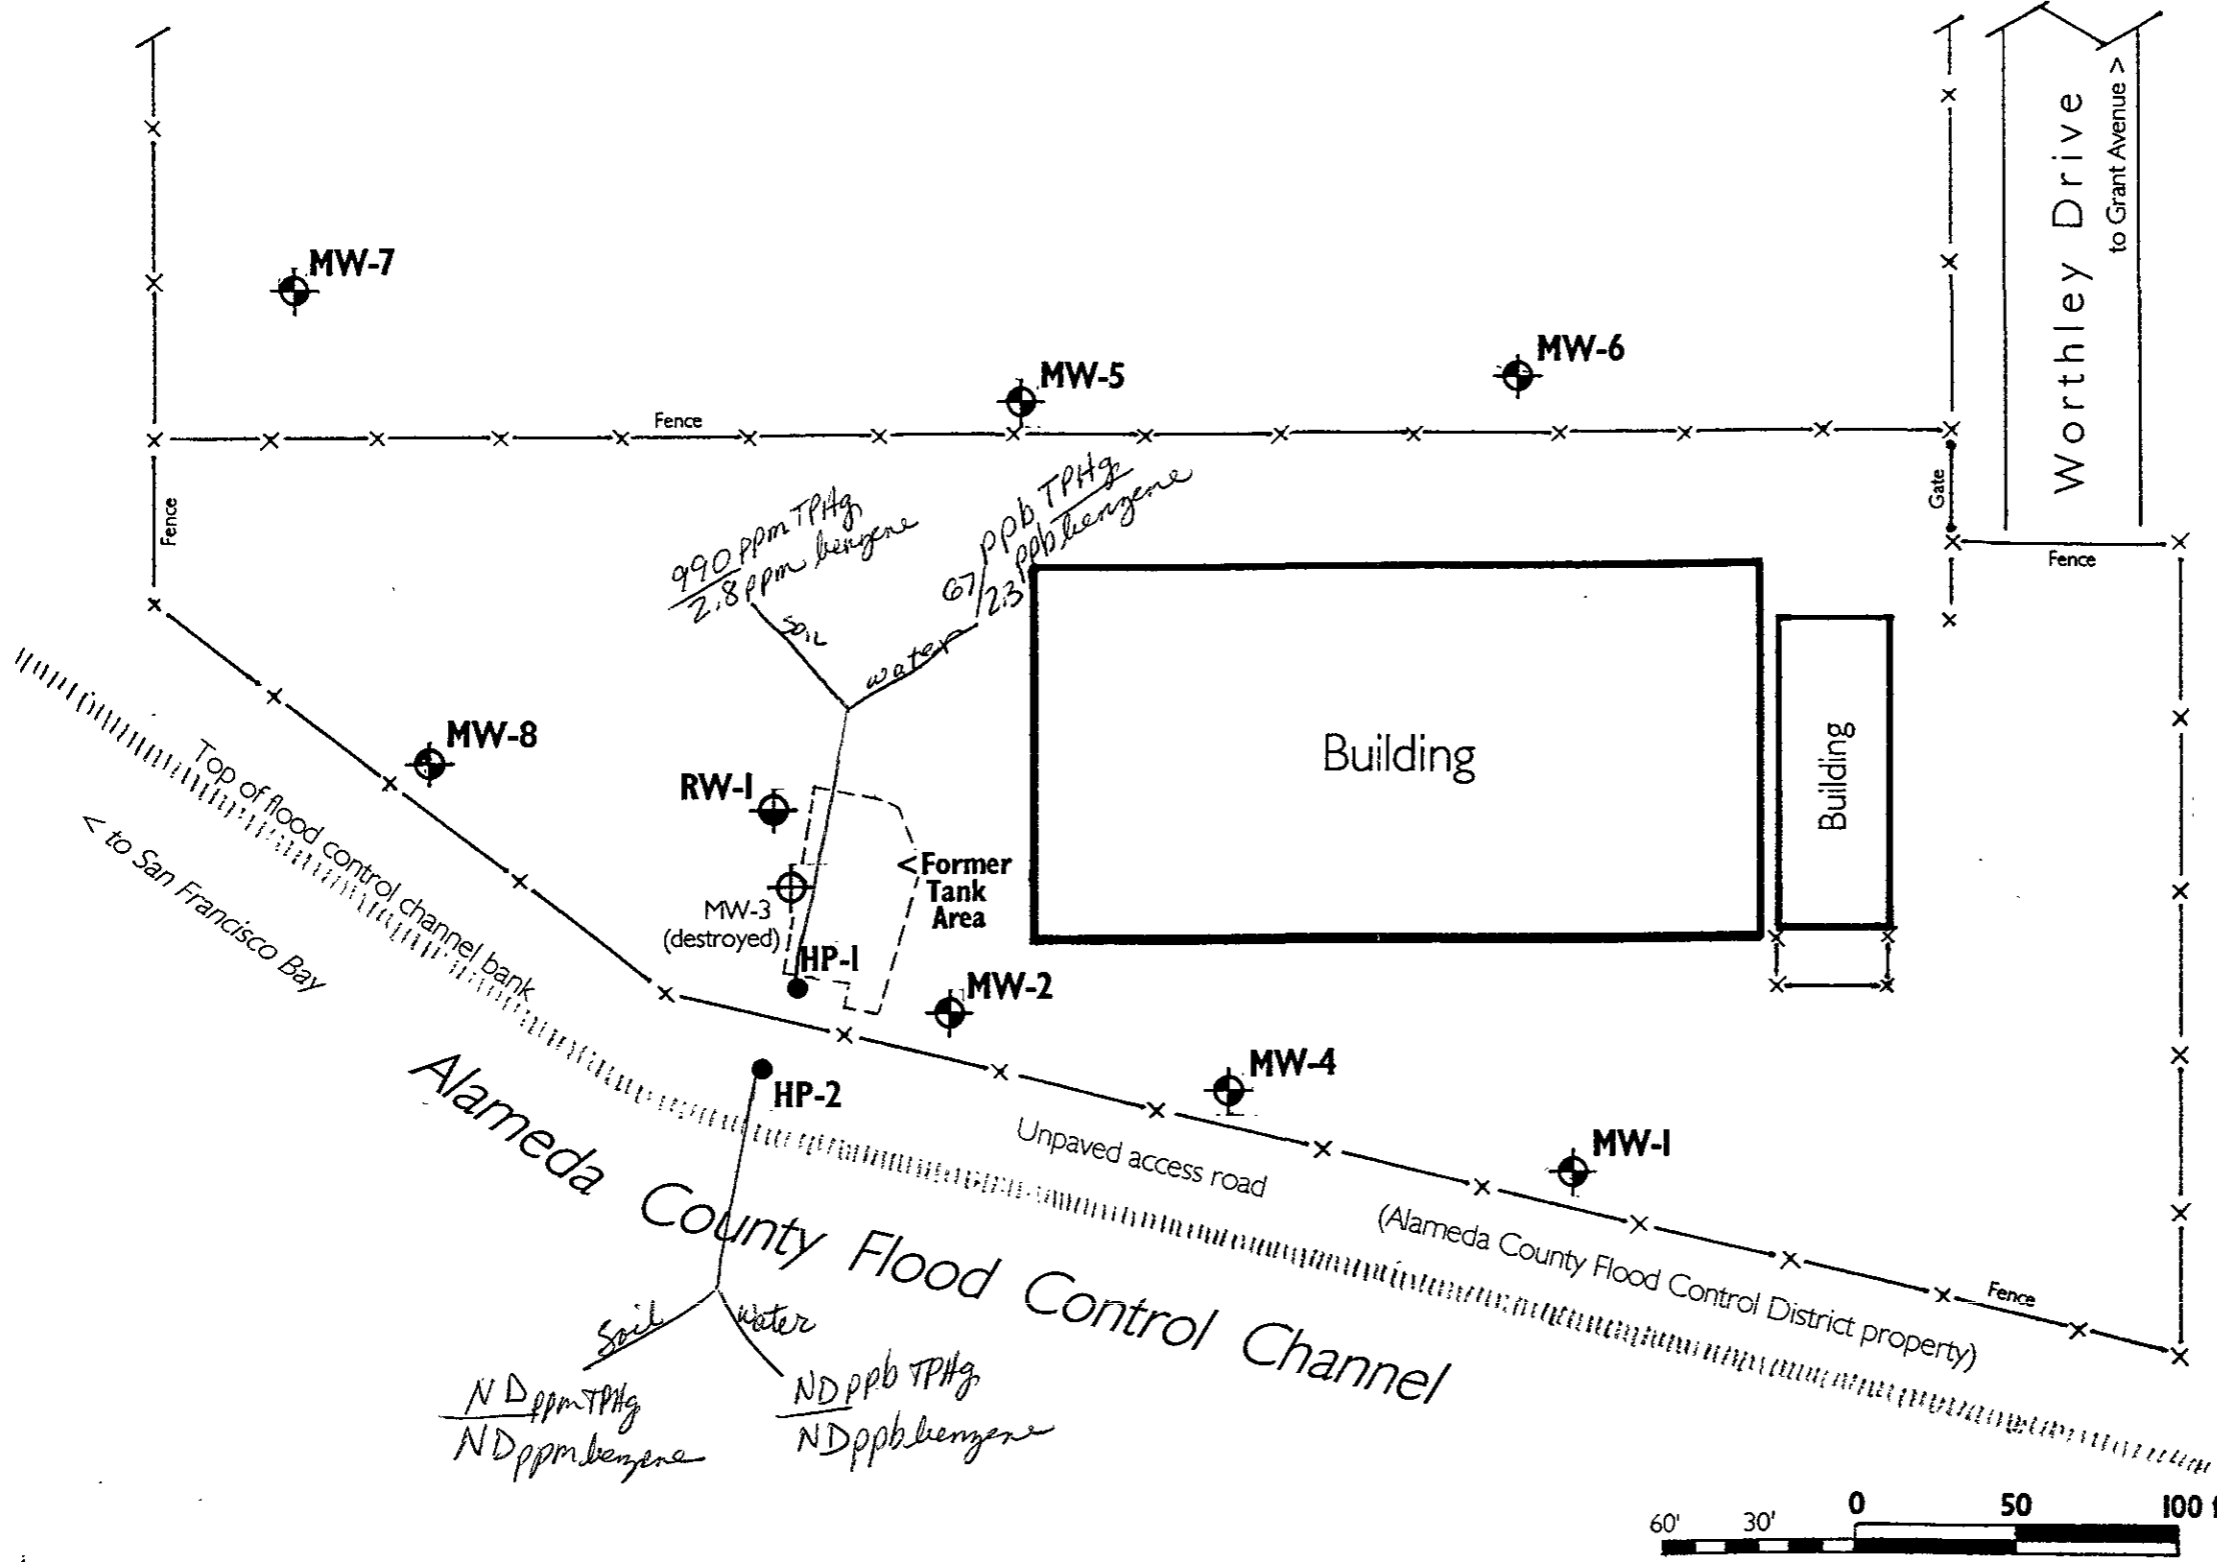 Worthley Drive
to Grant Avenue >
MW-7
MW-6
MW-5
Fence
Fence
Gate
Fence
990 ppm TPHg
2.8 ppm benzene
67 ppb TPHg
2.3 ppb benzene
soil
water
Building
Building
MW-8
RW-1
Top of flood control channel bank
< to San Francisco Bay
< Former
Tank
Area
MW-3
(destroyed)
HP-1
MW-2
HP-2
MW-4
MW-1
Unpaved access road
(Alameda County Flood Control District property)
Fence
Alameda County Flood Control Channel
soil
water
ND ppm TPHg
ND ppm benzene
ND ppb TPHg
ND ppb benzene
60' 30' 0 50 100 f